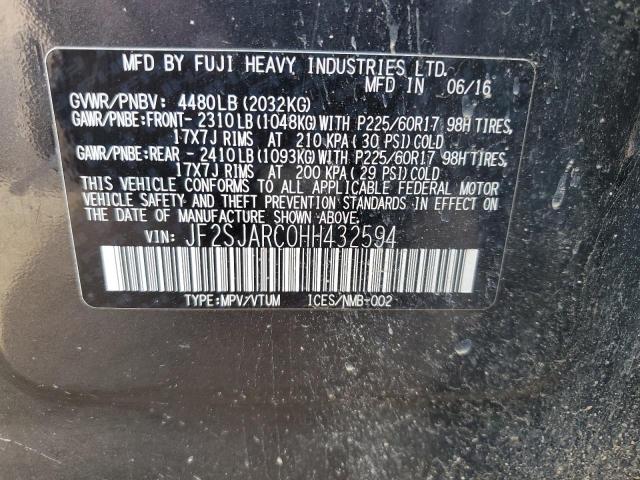 MFD BY FUJI HEAVY INDUSTRIES LTD.
MFD IN 06/16
GVWR/PNBV: 4480LB (2032KG)
GAWR/PNBE:FRONT- 2310LB (1048KG) WITH P225/60R17 98H TIRES,
17X7J RIMS AT 210 KPA ( 30 PSI) COLD
GAWR/PNBE:REAR - 2410LB (1093KG) WITH P225/60R17 98H TIRES,
17X7J RIMS AT 200 KPA ( 29 PSI) COLD
THIS VEHICLE CONFORMS TO ALL APPLICABLE FEDERAL MOTOR
VEHICLE SAFETY AND THEFT PREVENTION STANDARDS IN EFFECT
ON THE DATE OF MANUFACTURE SHOWN ABOVE.
VIN: JF2SJARC0HH432594
TYPE:MPV/VTUM ICES/NMB-002